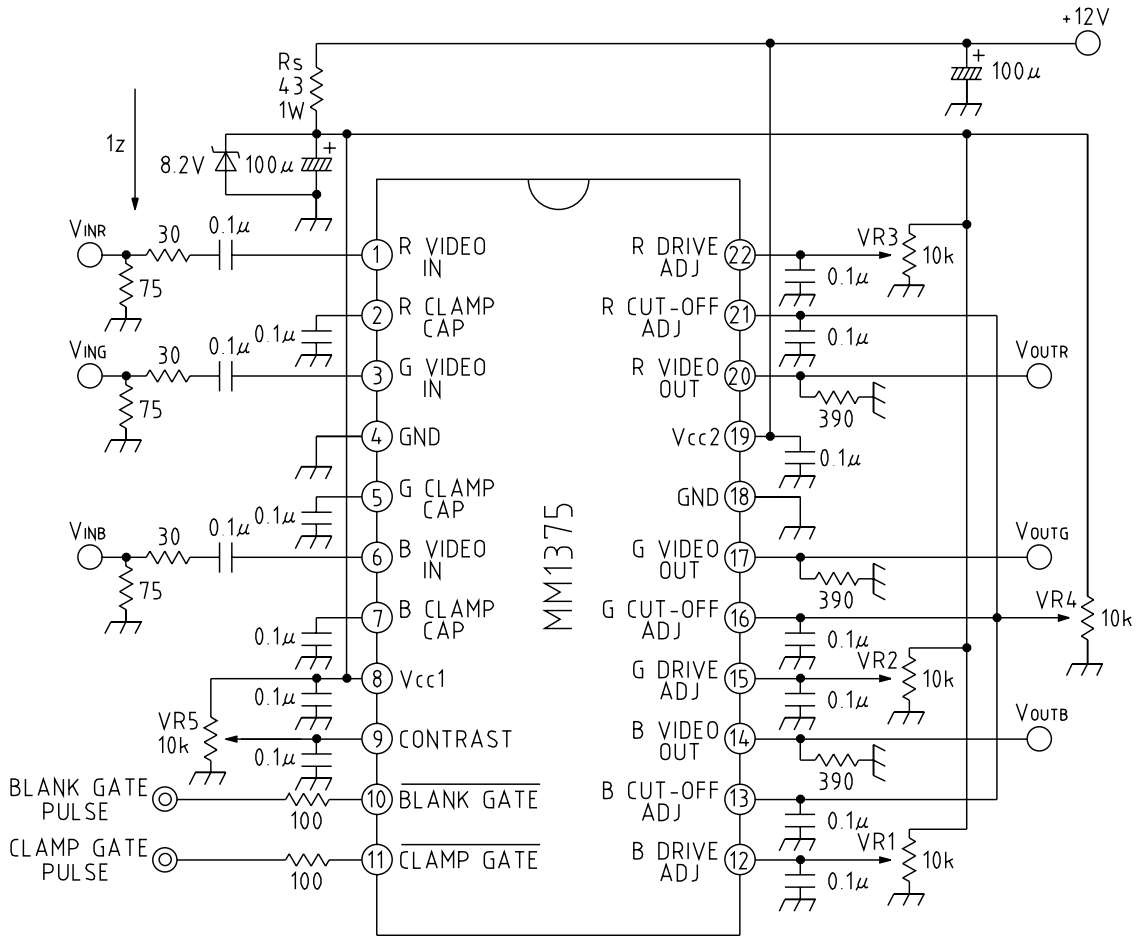 +12V
Rs
43
1W
+
100μ
1z
8.2V
100μ
+
VINR
30
0.1μ
75
1
R VIDEO
IN
R DRIVE
ADJ
22
VR3
10k
0.1μ
2
R CLAMP
CAP
0.1μ
R CUT-OFF
ADJ
21
0.1μ
VING
30
0.1μ
75
3
G VIDEO
IN
R VIDEO
OUT
20
390
VOUTR
4
GND
Vcc2
19
0.1μ
5
G CLAMP
CAP
0.1μ
GND
18
MM1375
VINB
30
0.1μ
75
6
B VIDEO
IN
G VIDEO
OUT
17
390
VOUTG
7
B CLAMP
CAP
0.1μ
G CUT-OFF
ADJ
16
0.1μ
VR4
10k
8
Vcc1
0.1μ
G DRIVE
ADJ
15
0.1μ
VR2
10k
VR5
10k
9
CONTRAST
0.1μ
B VIDEO
OUT
14
390
VOUTB
BLANK GATE
PULSE
100
10
BLANK GATE
B CUT-OFF
ADJ
13
0.1μ
CLAMP GATE
PULSE
100
11
CLAMP GATE
B DRIVE
ADJ
12
0.1μ
VR1
10k